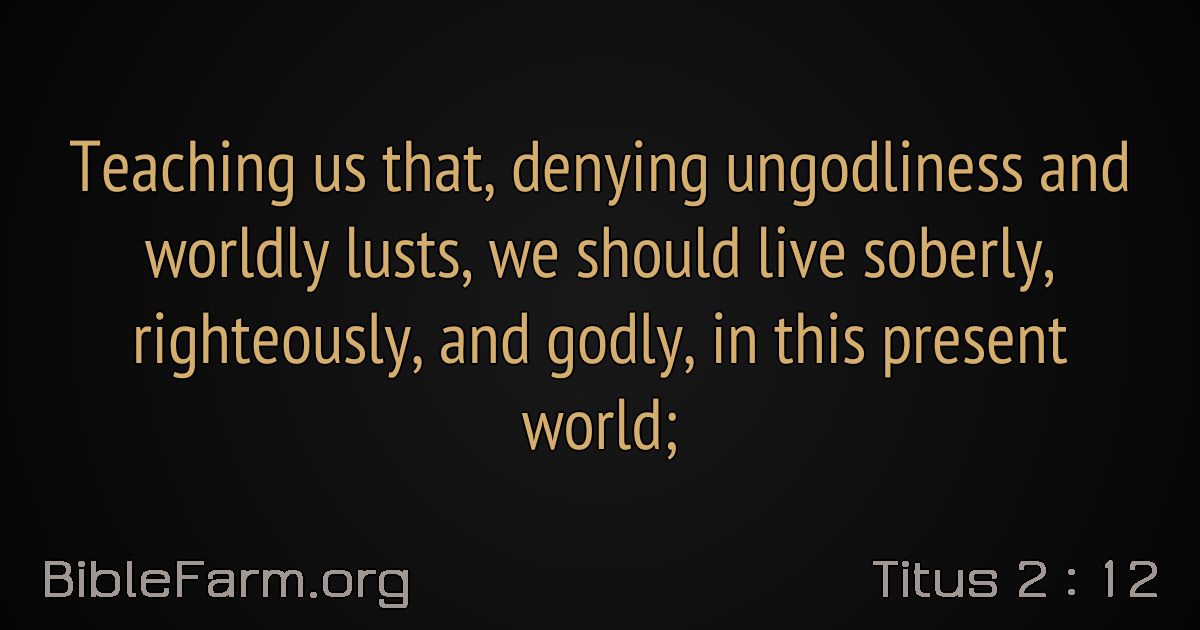 Teaching us that, denying ungodliness and
worldly lusts, we should live soberly,
righteously, and godly, in this present
world;
BibleFarm.org
Titus 2 : 12